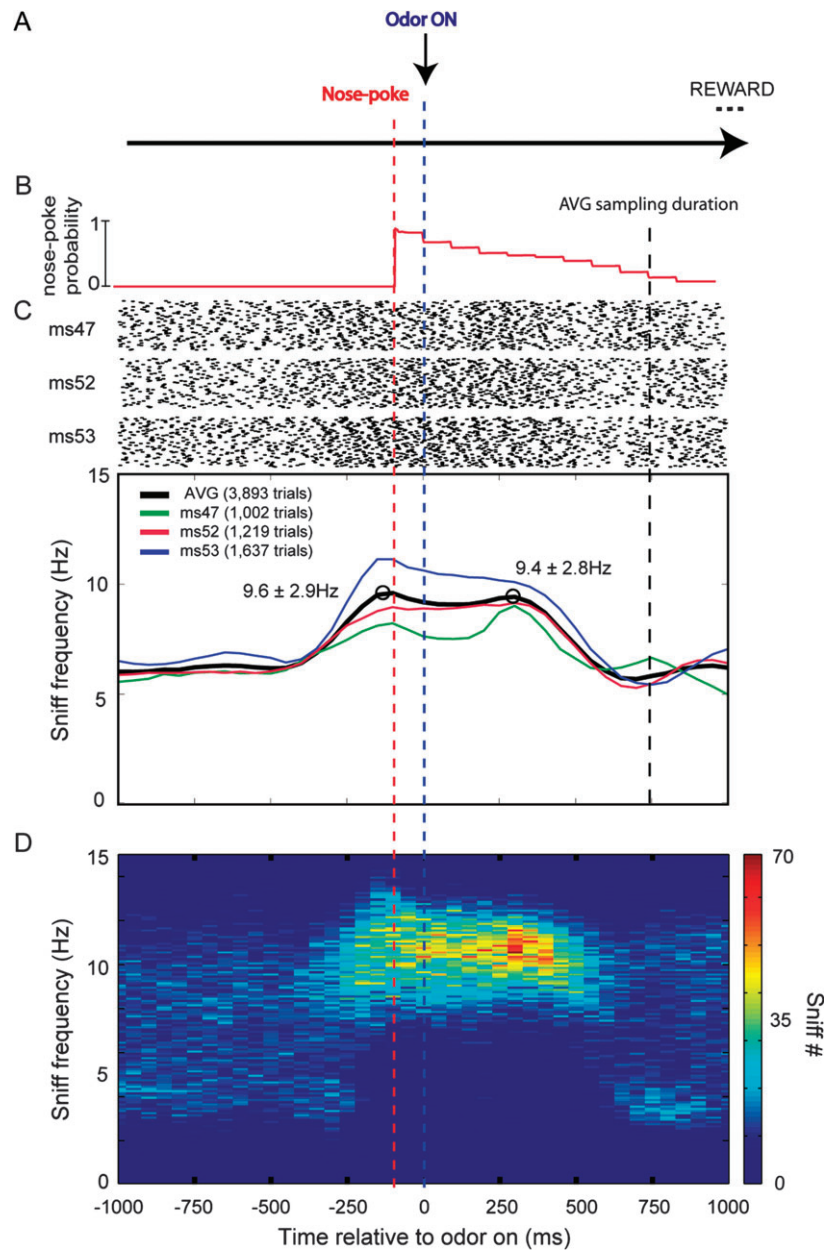 A
Odor ON
Nose-poke
REWARD
B
AVG sampling duration
nose-poke
probability
1
0
C
ms47
ms52
ms53
15
10
5
0
Sniff frequency (Hz)
AVG (3,893 trials)
ms47 (1,002 trials)
ms52 (1,219 trials)
ms53 (1,637 trials)
9.6 ± 2.9Hz
9.4 ± 2.8Hz
D
15
10
5
0
Sniff frequency (Hz)
70
35
0
Sniff #
-1000 -750 -500 -250 0 250 500 750 1000
Time relative to odor on (ms)